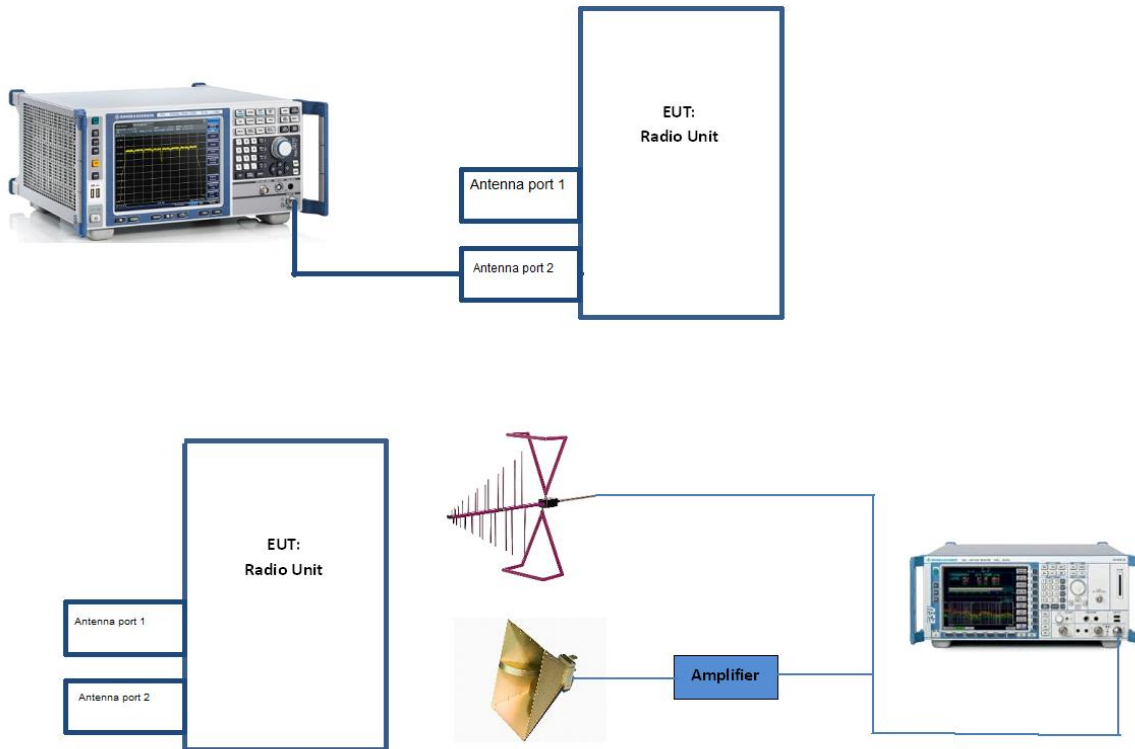 EUT:
Radio Unit
Antenna port 1
Antenna port 2
EUT:
Radio Unit
Antenna port 1
Antenna port 2
Amplifier